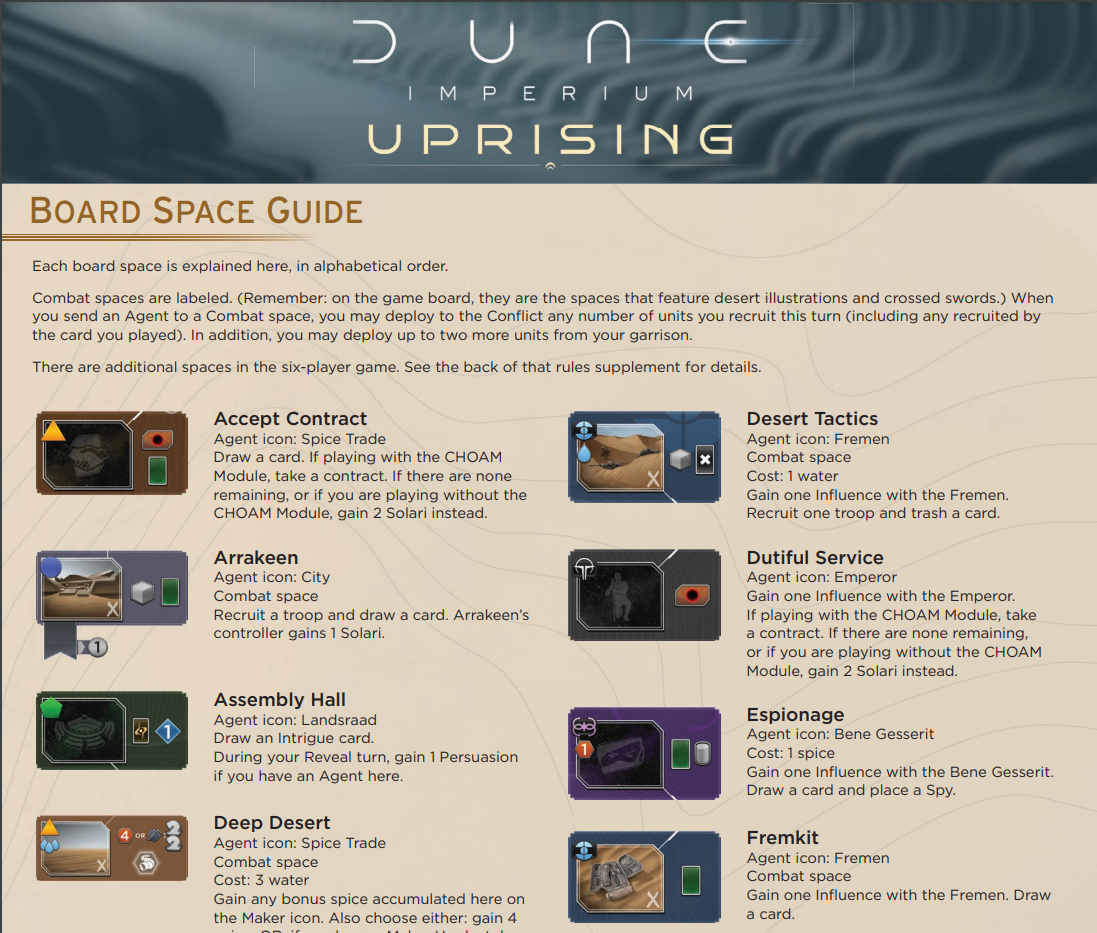 DUNE
IMPERIUM
UPRISING
BOARD SPACE GUIDE
Each board space is explained here, in alphabetical order.
Combat spaces are labeled. (Remember: on the game board, they are the spaces that feature desert illustrations and crossed swords.) When
you send an Agent to a Combat space, you may deploy to the Conflict any number of units you recruit this turn (including any recruited by
the card you played). In addition, you may deploy up to two more units from your garrison.
There are additional spaces in the six-player game. See the back of that rules supplement for details.
Accept Contract
Agent icon: Spice Trade
Draw a card. If playing with the CHOAM
Module, take a contract. If there are none
remaining, or if you are playing without the
CHOAM Module, gain 2 Solari instead.
Arrakeen
Agent icon: City
Combat space
Recruit a troop and draw a card. Arrakeen's
controller gains 1 Solari.
1
Assembly Hall
Agent icon: Landsraad
Draw an Intrigue card.
During your Reveal turn, gain 1 Persuasion
if you have an Agent here.
1
Deep Desert
Agent icon: Spice Trade
Combat space
Cost: 3 water
Gain any bonus spice accumulated here on
the Maker icon. Also choose either: gain 4
4 OR : 2
2
Desert Tactics
Agent icon: Fremen
Combat space
Cost: 1 water
Gain one Influence with the Fremen.
Recruit one troop and trash a card.
Dutiful Service
Agent icon: Emperor
Gain one Influence with the Emperor.
If playing with the CHOAM Module, take
a contract. If there are none remaining,
or if you are playing without the CHOAM
Module, gain 2 Solari instead.
Espionage
Agent icon: Bene Gesserit
Cost: 1 spice
Gain one Influence with the Bene Gesserit.
Draw a card and place a Spy.
1
Fremkit
Agent icon: Fremen
Combat space
Gain one Influence with the Fremen. Draw
a card.